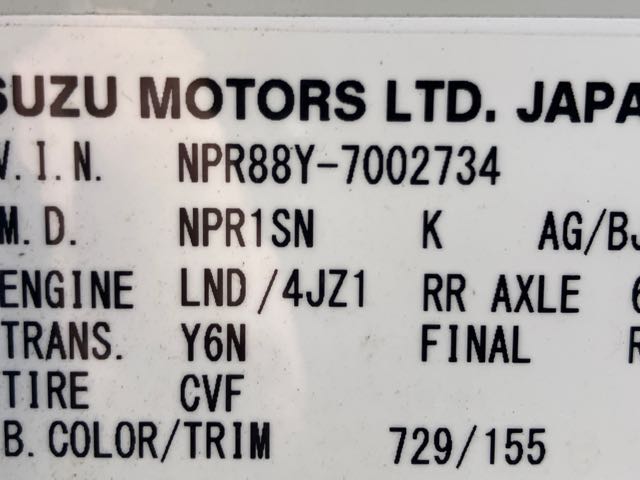 SUZU MOTORS LTD. JAPA
V.I.N. NPR88Y-7002734
M.D. NPR1SN K AG/BJ
ENGINE LND/4JZ1 RR AXLE 6
TRANS. Y6N FINAL R
TIRE CVF
B.COLOR/TRIM 729/155